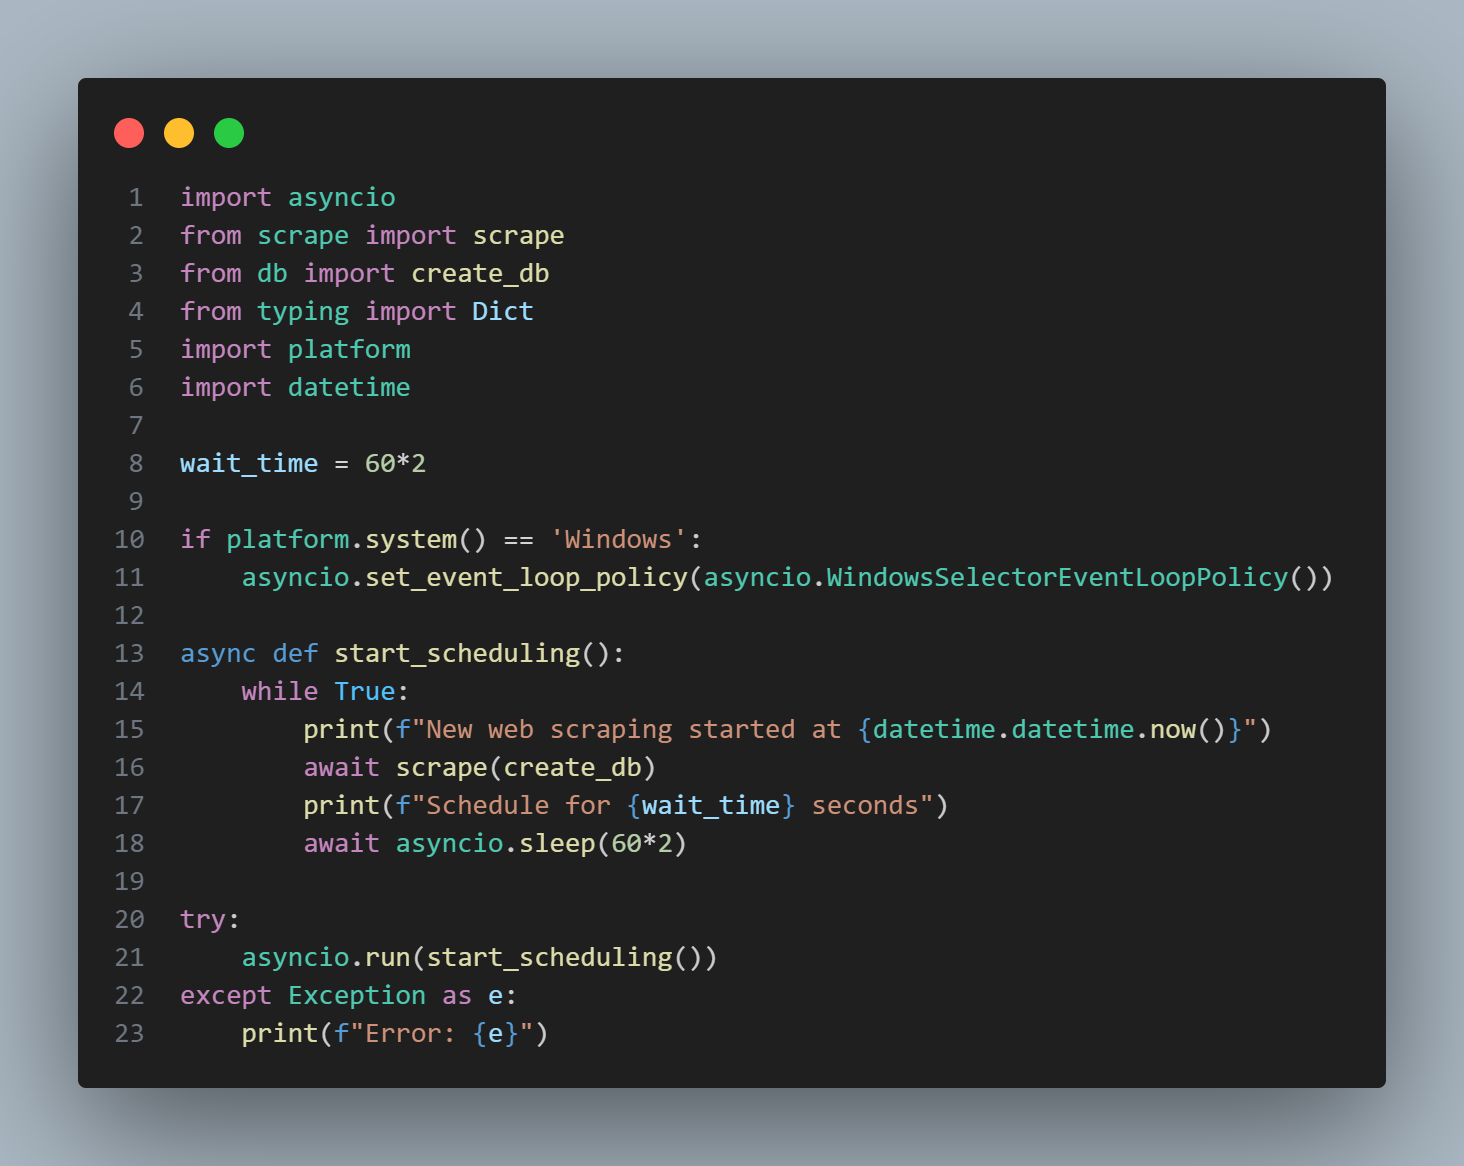 1 import asyncio
2 from scrape import scrape
3 from db import create_db
4 from typing import Dict
5 import platform
6 import datetime
7
8 wait_time = 60*2
9
10 if platform.system() == 'Windows':
11     asyncio.set_event_loop_policy(asyncio.WindowsSelectorEventLoopPolicy())
12
13 async def start_scheduling():
14     while True:
15         print(f"New web scraping started at {datetime.datetime.now()}")
16         await scrape(create_db)
17         print(f"Schedule for {wait_time} seconds")
18         await asyncio.sleep(60*2)
19
20 try:
21     asyncio.run(start_scheduling())
22 except Exception as e:
23     print(f"Error: {e}")